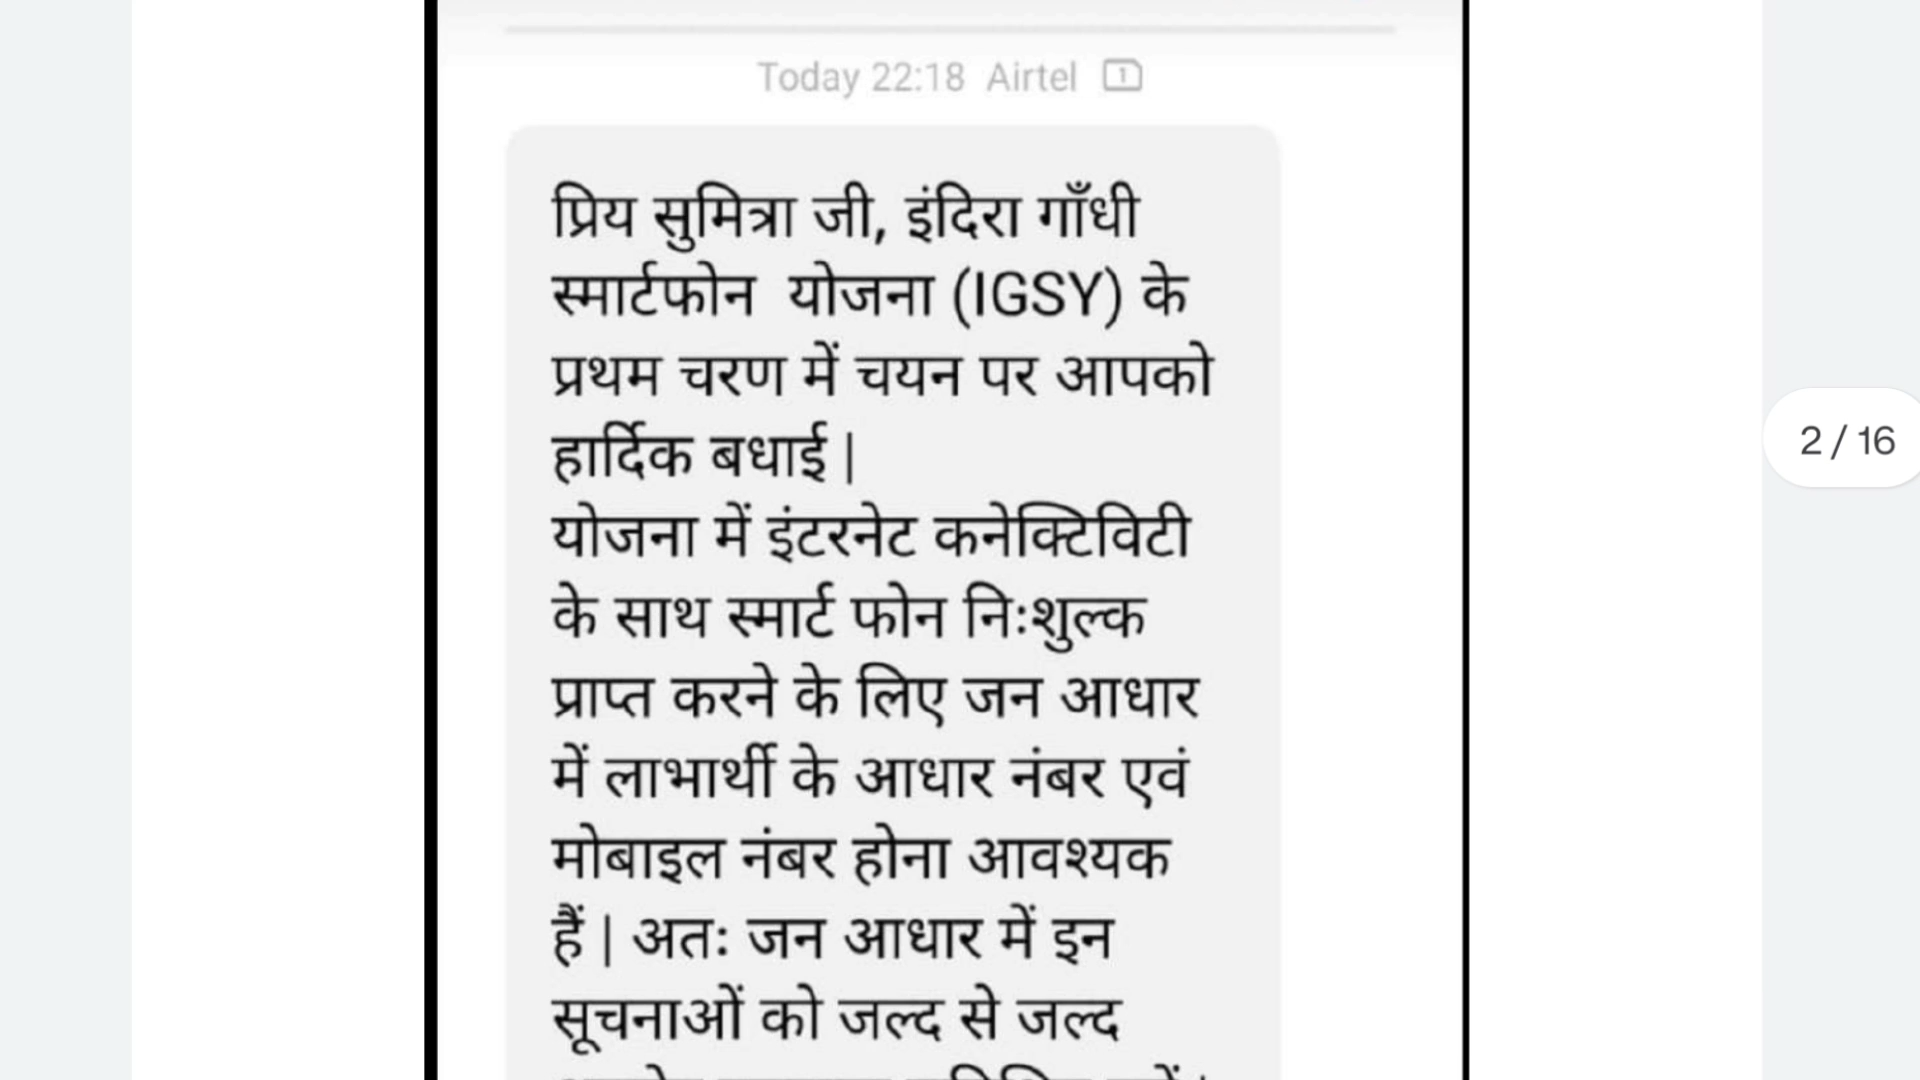 Today 22:18 Airtel 1
प्रिय सुमित्रा जी, इंदिरा गाँधी
स्मार्टफोन योजना (IGSY) के
प्रथम चरण में चयन पर आपको
हार्दिक बधाई |
योजना में इंटरनेट कनेक्टिविटी
के साथ स्मार्ट फोन निःशुल्क
प्राप्त करने के लिए जन आधार
में लाभार्थी के आधार नंबर एवं
मोबाइल नंबर होना आवश्यक
हैं | अतः जन आधार में इन
सूचनाओं को जल्द से जल्द
2 / 16